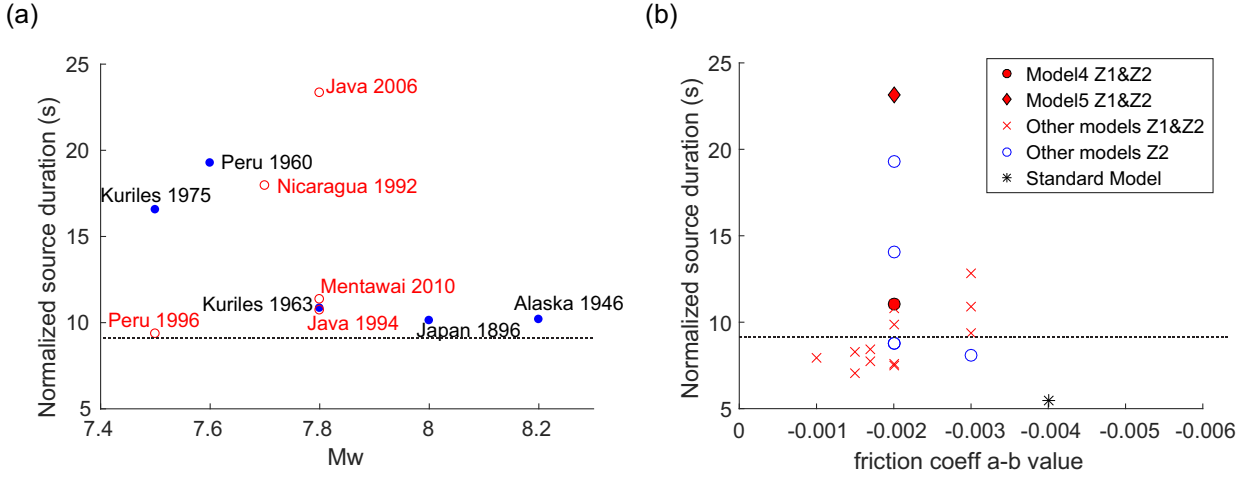 (a)
Normalized source duration (s)
25
20
15
10
5
7.4
7.6
7.8
8
8.2
Mw
Java 2006
Peru 1960
Nicaragua 1992
Kuriles 1975
Mentawai 2010
Kuriles 1963
Alaska 1946
Peru 1996
Java 1994
Japan 1896
(b)
Normalized source duration (s)
25
20
15
10
5
0
-0.001
-0.002
-0.003
-0.004
-0.005
-0.006
friction coeff a-b value
Model4 Z1&Z2
Model5 Z1&Z2
Other models Z1&Z2
Other models Z2
Standard Model